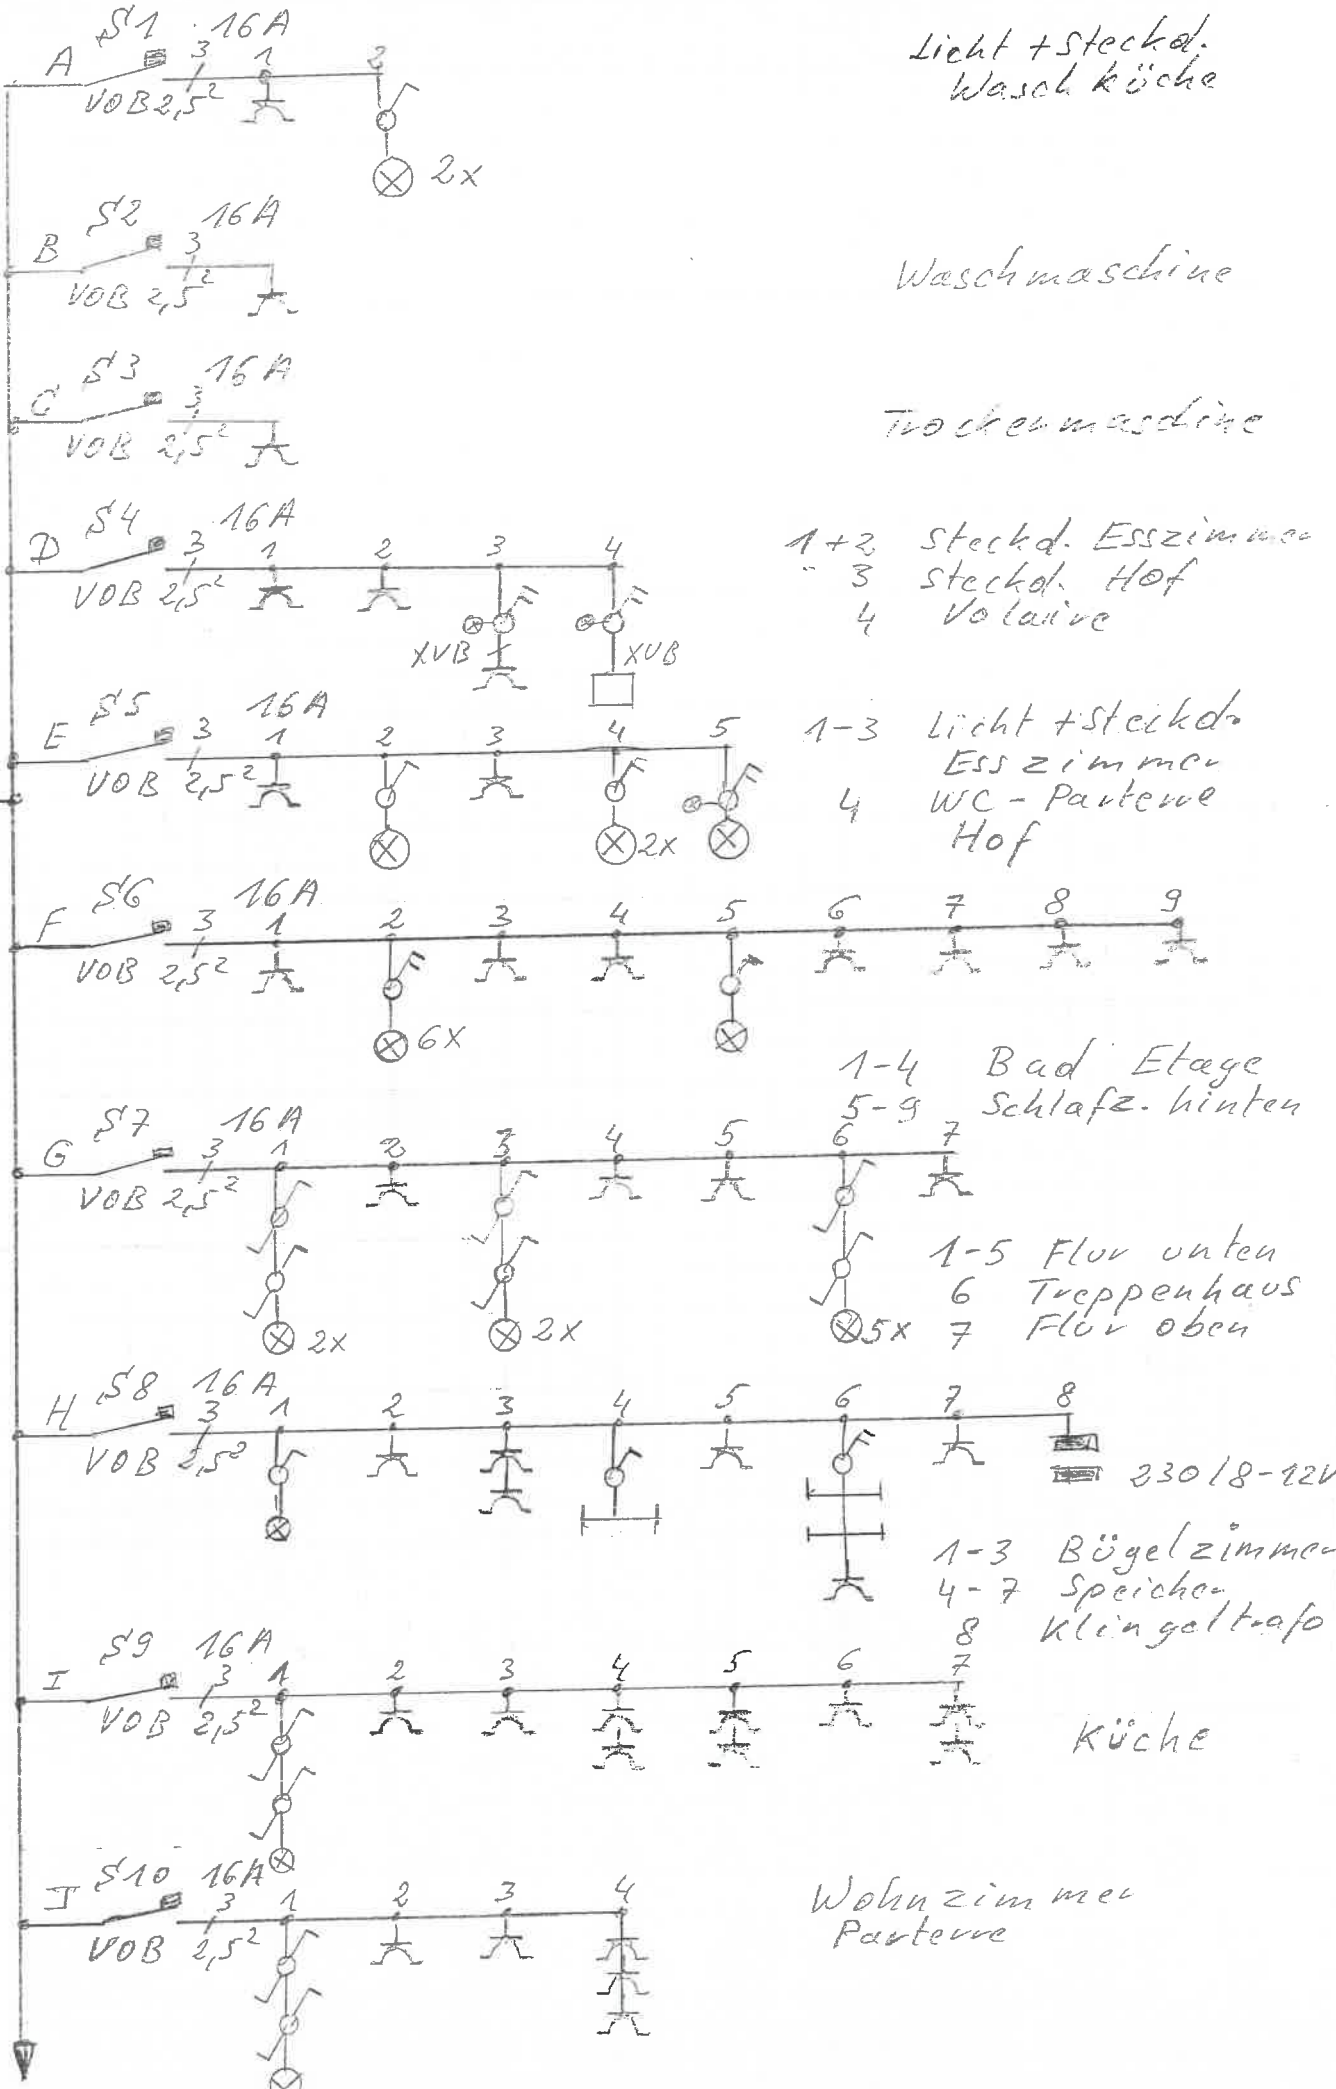 S1 16A
A 3 1 2
VOB 2,5²
2x
Licht + Steckd.
Waschküche
S2 16A
B 3
VOB 2,5²
Waschmaschine
S3 16A
C 3
VOB 2,5²
Trockenmaschine
S4 16A
D 3 1 2 3 4
VOB 2,5²
XVB XVB
1+2 Steckd. Esszimmer
3 Steckd. Hof
4 Volaire
S5 16A
E 3 1 2 3 4 5
VOB 2,5²
2x
1-3 Licht + Steckd.
Esszimmer
4 WC - Parterre
Hof
S6 16A
F 3 1 2 3 4 5 6 7 8 9
VOB 2,5²
6x
1-4 Bad Etage
5-9 Schlafz. hinten
S7 16A
G 3 1 2 3 4 5 6 7
VOB 2,5²
2x 2x 5x
1-5 Flur unten
6 Treppenhaus
7 Flur oben
S8 16A
H 3 1 2 3 4 5 6 7 8
VOB 2,5²
230/8-12V
1-3 Bügelzimmer
4-7 Speicher
8 Klingeltrafo
S9 16A
I 3 1 2 3 4 5 6 7
VOB 2,5²
Küche
S10 16A
J 3 1 2 3 4
VOB 2,5²
Wohnzimmer
Parterre